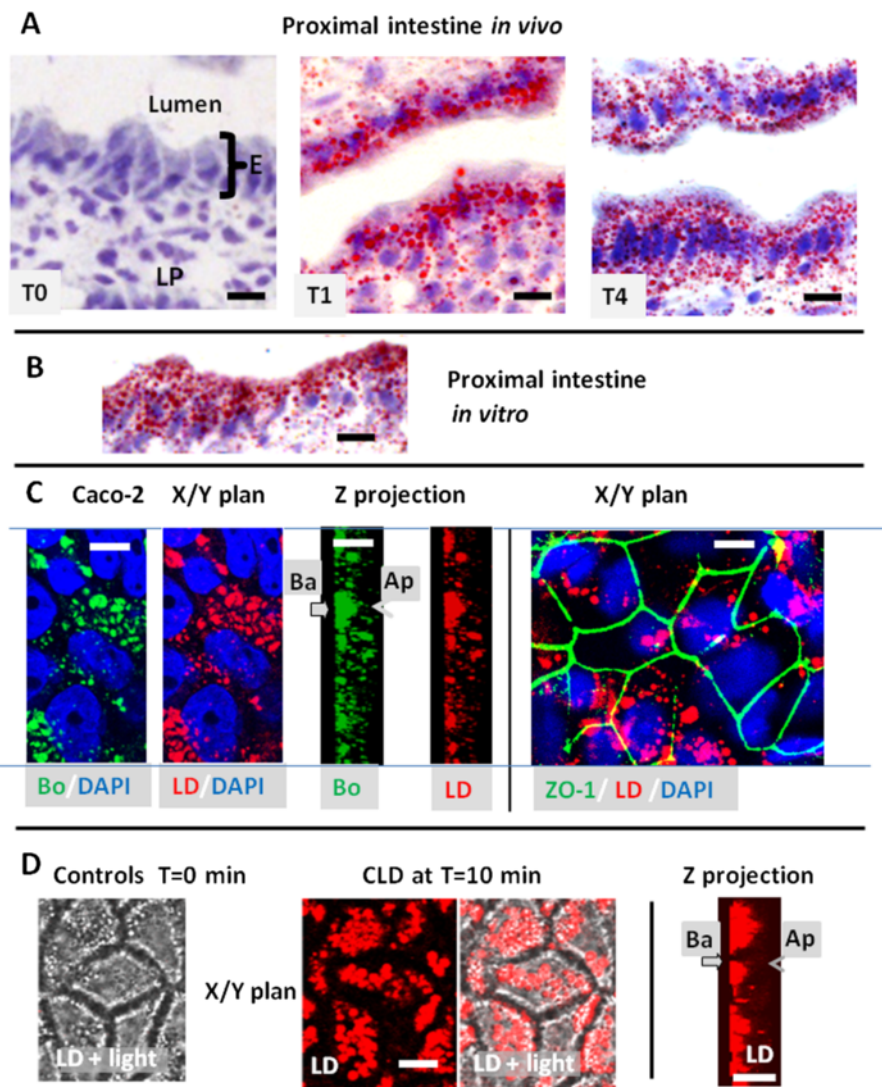 A
Proximal intestine in vivo
Lumen
E
LP
T0
T1
T4
B
Proximal intestine
in vitro
C
Caco-2 X/Y plan Z projection X/Y plan
Ba
Ap
Bo/DAPI
LD/DAPI
Bo
LD
ZO-1/ LD /DAPI
D
Controls T=0 min
CLD at T=10 min
Z projection
X/Y plan
Ba
Ap
LD + light
LD
LD + light
LD